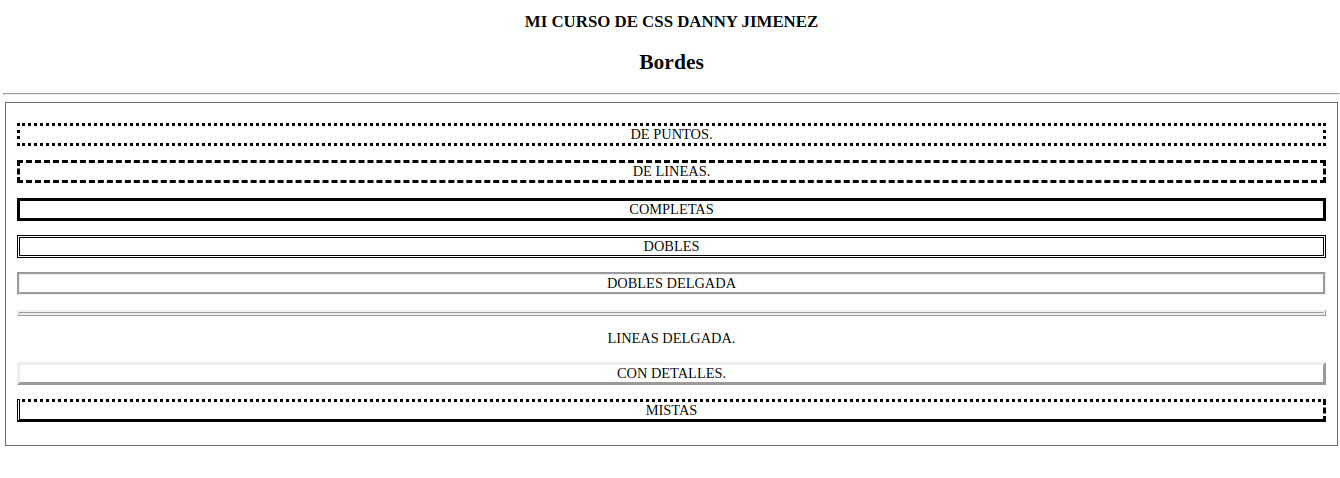 MI CURSO DE CSS DANNY JIMENEZ
Bordes
DE PUNTOS.
DE LINEAS.
COMPLETAS
DOBLES
DOBLES DELGADA
LINEAS DELGADA.
CON DETALLES.
MISTAS